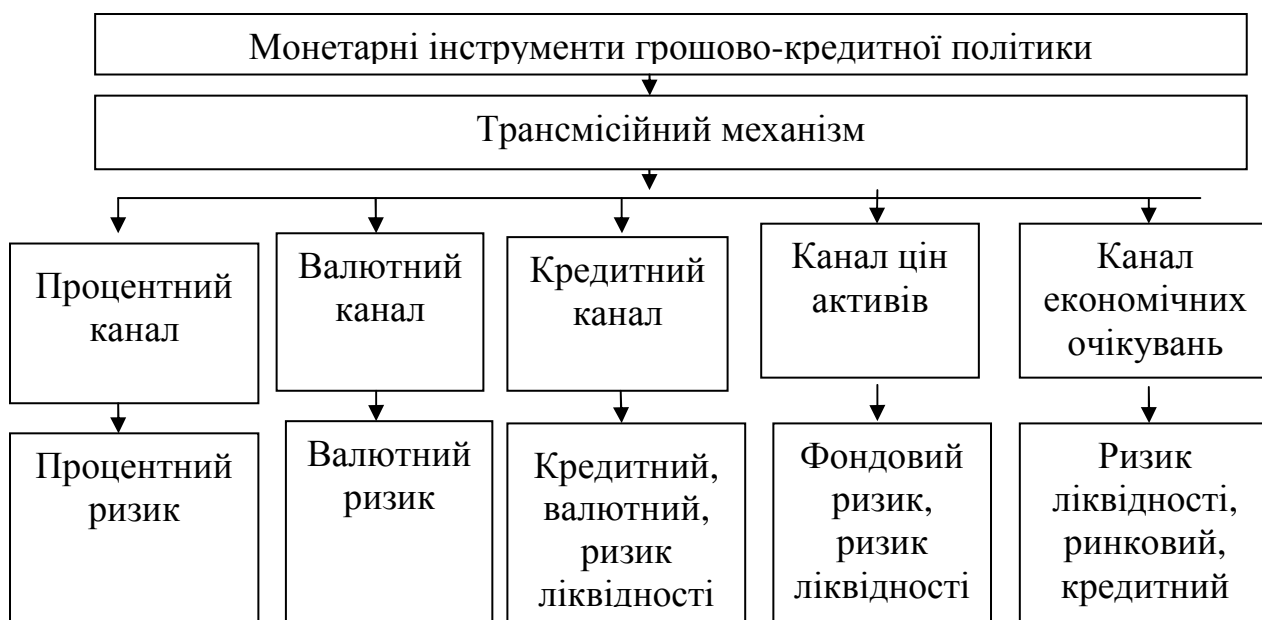 Монетарні інструменти грошово-кредитної політики
Трансмісійний механізм
Процентний
канал
Валютний
канал
Кредитний
канал
Канал цін
активів
Канал
економічних
очікувань
Процентний
ризик
Валютний
ризик
Кредитний,
валютний,
ризик
ліквідності
Фондовий
ризик,
ризик
ліквідності
Ризик
ліквідності,
ринковий,
кредитний